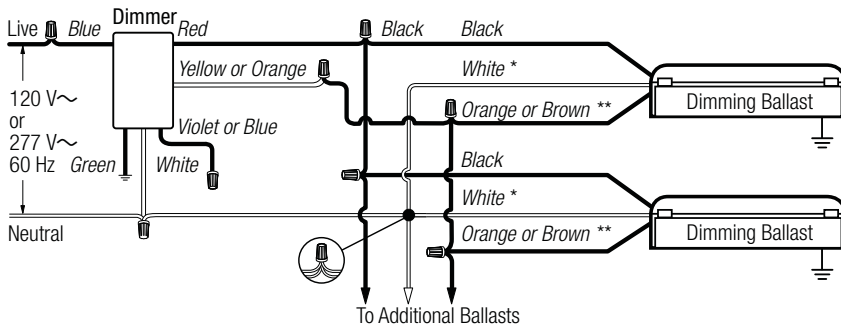 Dimmer
Live
Blue
Red
Black
Black
Yellow or Orange
White *
120 V~
or
277 V~
60 Hz
Orange or Brown **
Dimming Ballast
Violet or Blue
Green
White
Black
White *
Neutral
Orange or Brown **
Dimming Ballast
To Additional Ballasts